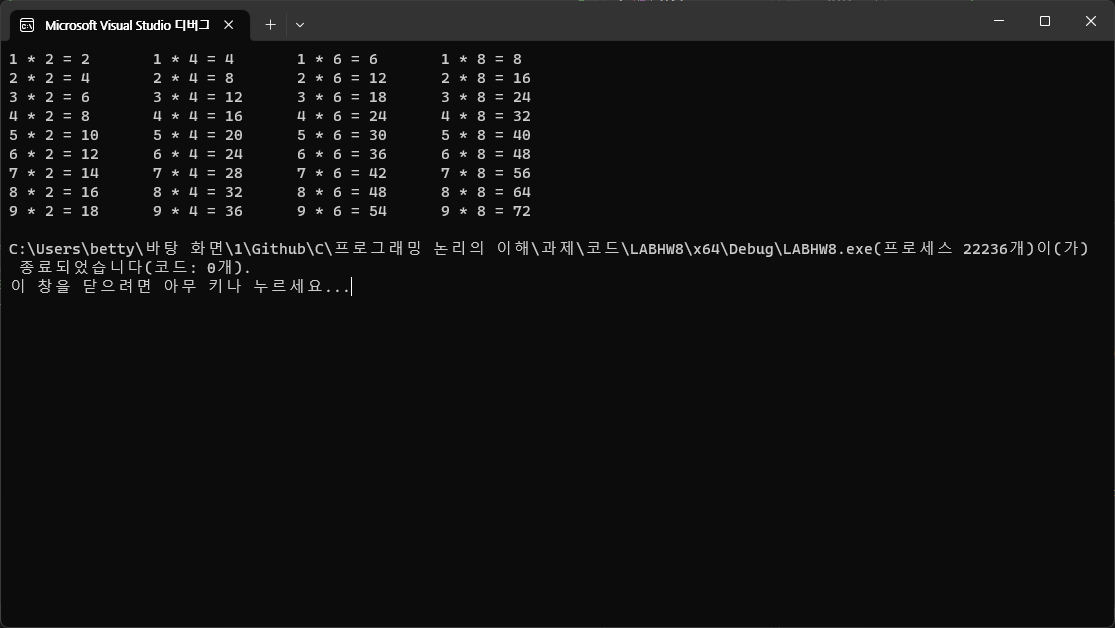 Microsoft Visual Studio 디버그
1 * 2 = 2 1 * 4 = 4 1 * 6 = 6 1 * 8 = 8
2 * 2 = 4 2 * 4 = 8 2 * 6 = 12 2 * 8 = 16
3 * 2 = 6 3 * 4 = 12 3 * 6 = 18 3 * 8 = 24
4 * 2 = 8 4 * 4 = 16 4 * 6 = 24 4 * 8 = 32
5 * 2 = 10 5 * 4 = 20 5 * 6 = 30 5 * 8 = 40
6 * 2 = 12 6 * 4 = 24 6 * 6 = 36 6 * 8 = 48
7 * 2 = 14 7 * 4 = 28 7 * 6 = 42 7 * 8 = 56
8 * 2 = 16 8 * 4 = 32 8 * 6 = 48 8 * 8 = 64
9 * 2 = 18 9 * 4 = 36 9 * 6 = 54 9 * 8 = 72
C:\Users\betty\바탕 화면\1\Github\C\프로그래밍 논리의 이해\과제\코드\LABHW8\x64\Debug\LABHW8.exe(프로세스 22236개)이(가)
종료되었습니다(코드: 0개).
이 창을 닫으려면 아무 키나 누르세요...